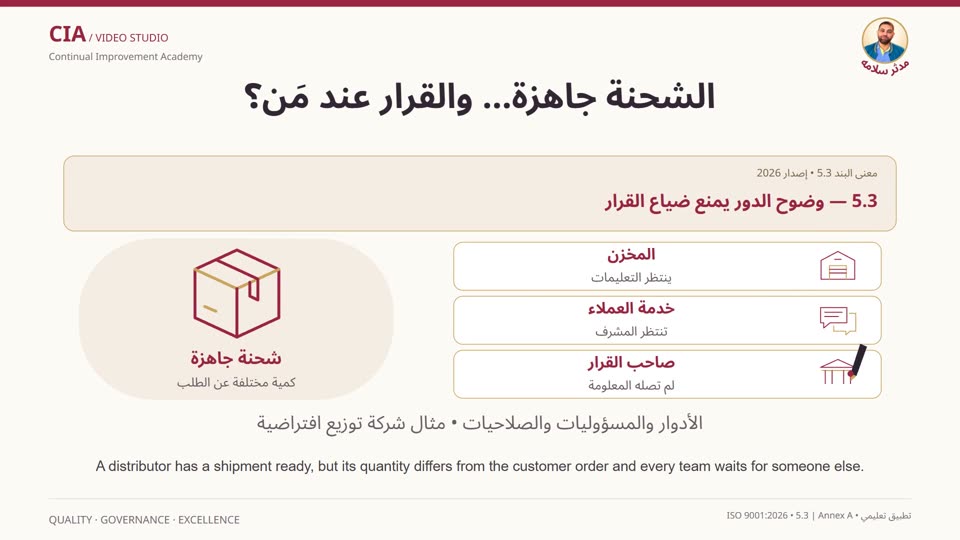 CIA / VIDEO STUDIO
Continual Improvement Academy
مدثر سلامه
الشحنة جاهزة... والقرار عند مَن؟
معنى البند 5.3 • إصدار 2026
5.3 — وضوح الدور يمنع ضياع القرار
المخزن
ينتظر التعليمات
خدمة العملاء
تنتظر المشرف
صاحب القرار
لم تصله المعلومة
شحنة جاهزة
كمية مختلفة عن الطلب
الأدوار والمسؤوليات والصلاحيات • مثال شركة توزيع افتراضية
A distributor has a shipment ready, but its quantity differs from the customer order and every team waits for someone else.
QUALITY · GOVERNANCE · EXCELLENCE
تطبيق تعليمي • ISO 9001:2026 • 5.3 | Annex A